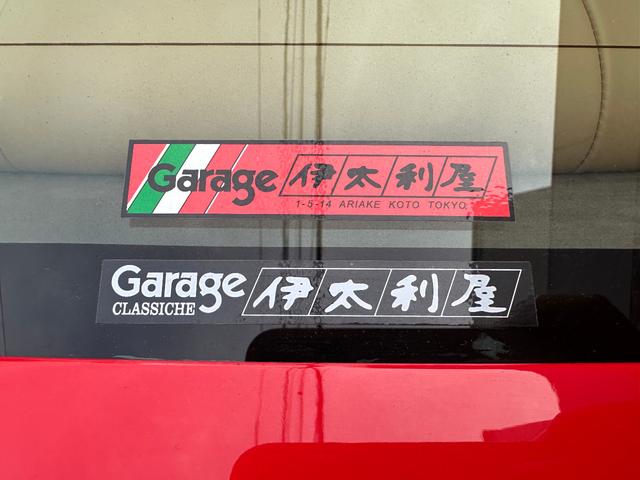 Garage 伊太利屋
1-5-14 ARIAKE KOTO TOKYO
Garage 伊太利屋
CLASSICHE